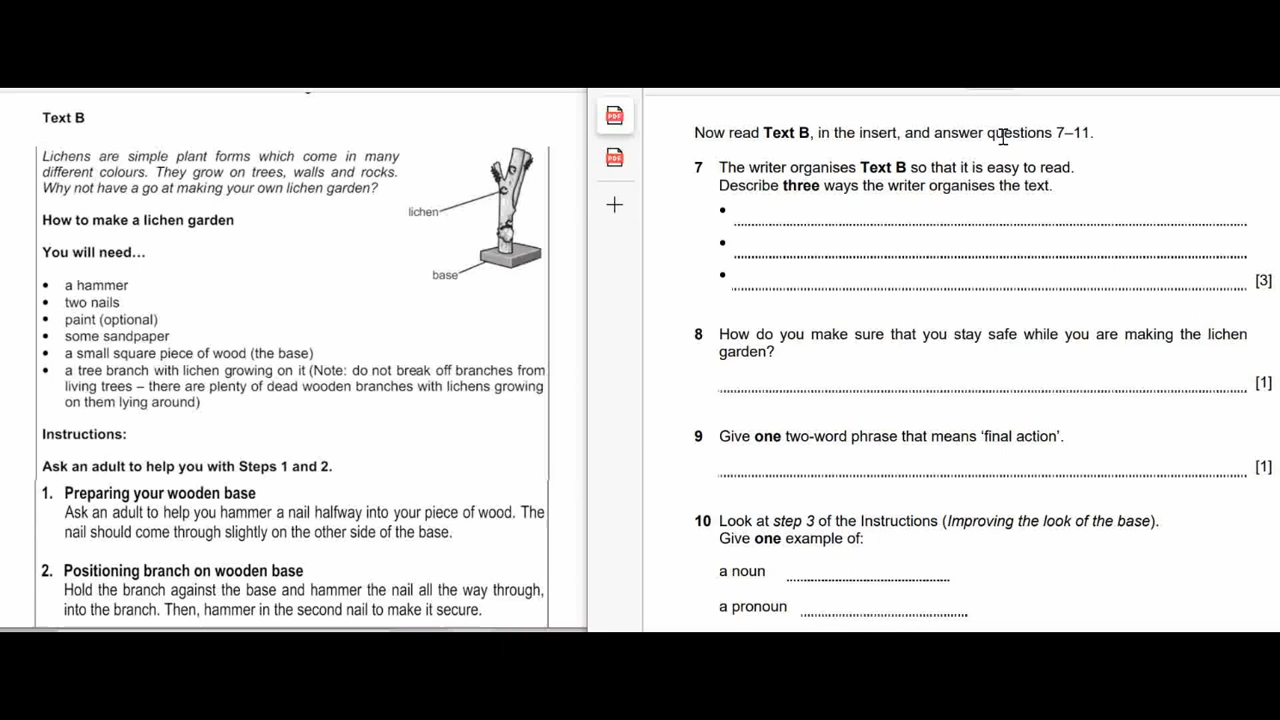 Text B
Lichens are simple plant forms which come in many
different colours. They grow on trees, walls and rocks.
Why not have a go at making your own lichen garden?
lichen
base
How to make a lichen garden
You will need…
• a hammer
• two nails
• paint (optional)
• some sandpaper
• a small square piece of wood (the base)
• a tree branch with lichen growing on it (Note: do not break off branches from
living trees – there are plenty of dead wooden branches with lichens growing
on them lying around)
Instructions:
Ask an adult to help you with Steps 1 and 2.
1. Preparing your wooden base
Ask an adult to help you hammer a nail halfway into your piece of wood. The
nail should come through slightly on the other side of the base.
2. Positioning branch on wooden base
Hold the branch against the base and hammer the nail all the way through,
into the branch. Then, hammer in the second nail to make it secure.
PDF
PDF
Now read Text B, in the insert, and answer questions 7–11.
7 The writer organises Text B so that it is easy to read.
Describe three ways the writer organises the text.
•
•
• [3]
8 How do you make sure that you stay safe while you are making the lichen
garden?
[1]
9 Give one two-word phrase that means ‘final action’.
[1]
10 Look at step 3 of the Instructions (Improving the look of the base).
Give one example of:
a noun
a pronoun